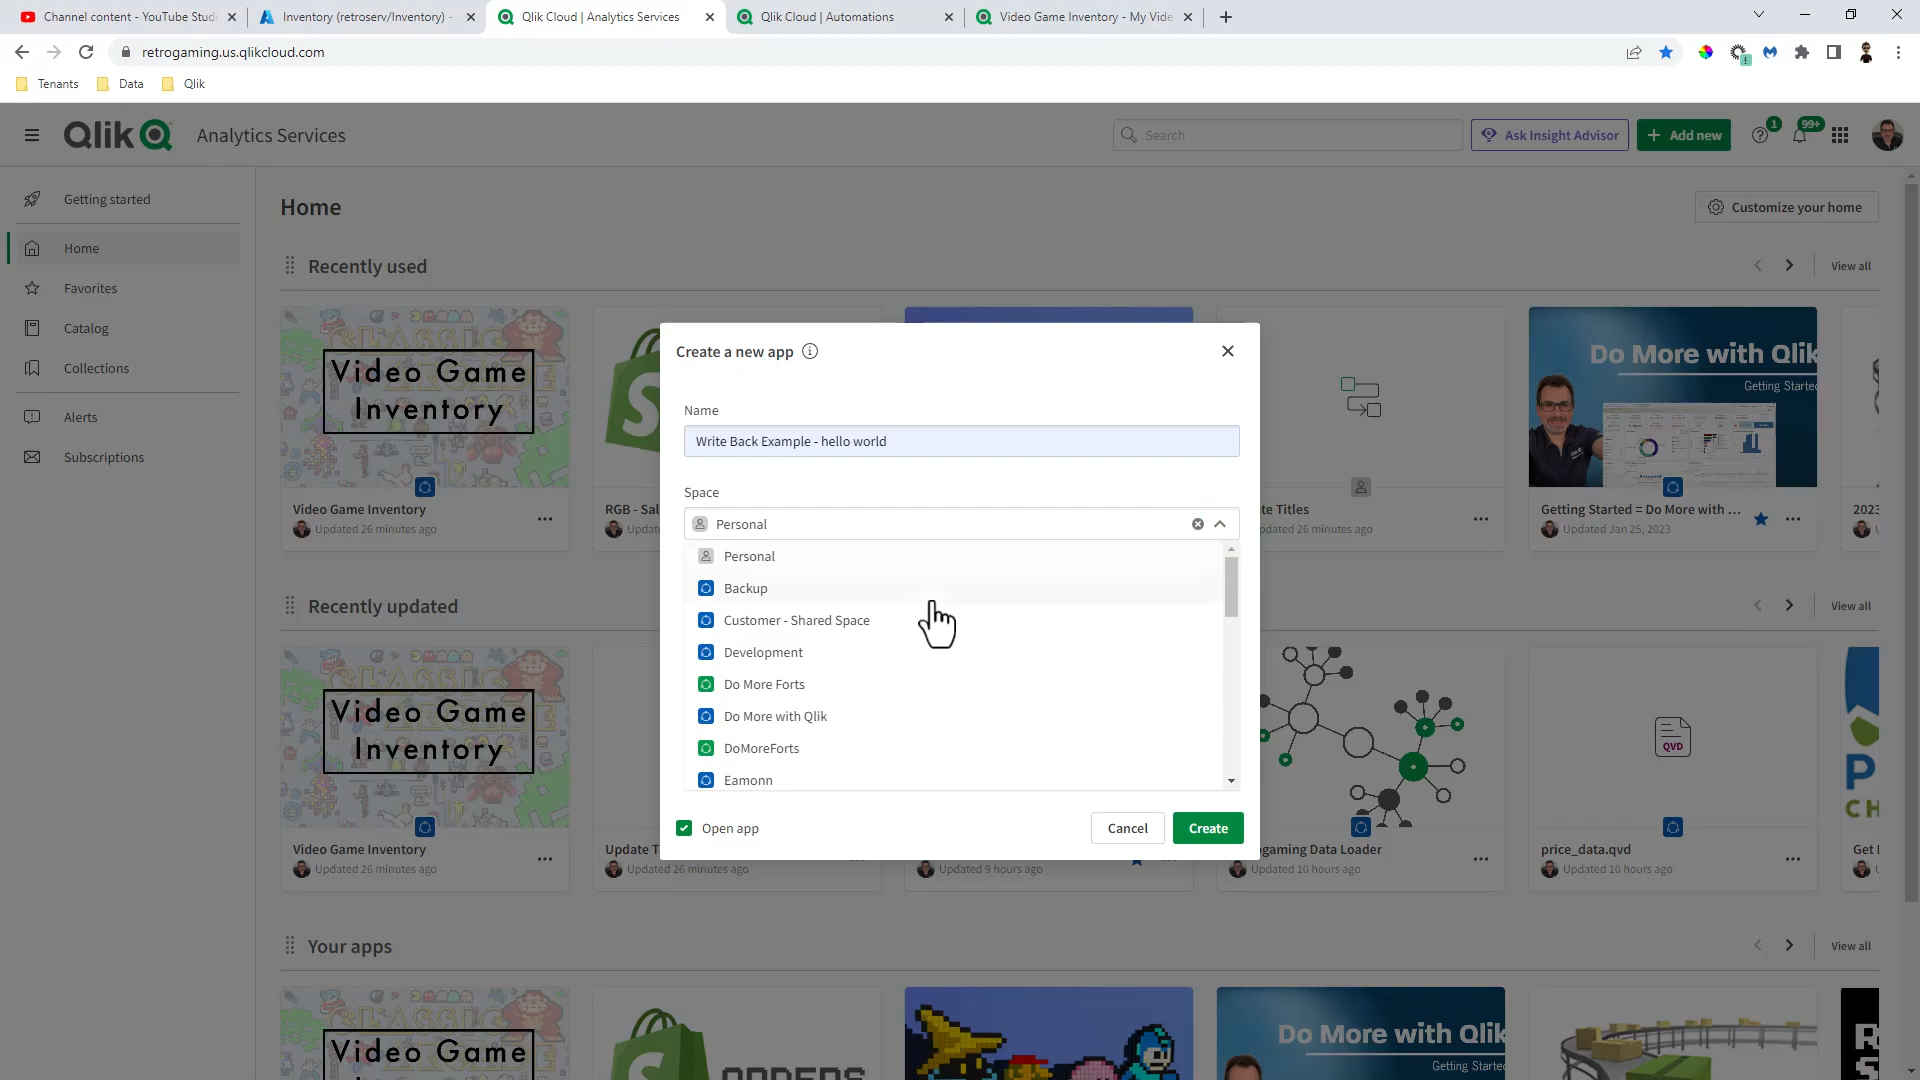 Channel content - YouTube Stud
Inventory (retroserv/Inventory) -
Qlik Cloud | Analytics Services
Qlik Cloud | Automations
Video Game Inventory - My Vide
retrogaming.us.qlikcloud.com
Tenants
Data
Qlik
Qlik
Analytics Services
Search
Ask Insight Advisor
Add new
1
99+
Getting started
Home
Favorites
Catalog
Collections
Alerts
Subscriptions
Home
Customize your home
Recently used
View all
Video Game
Inventory
Do More with Qlik
Getting Started
Video Game Inventory
Updated 26 minutes ago
RGB - Sal
Updat
te Titles
pdated 26 minutes ago
Getting Started = Do More with ...
Updated Jan 25, 2023
2023
Create a new app
Name
Write Back Example - hello world
Space
Personal
Personal
Backup
Customer - Shared Space
Development
Do More Forts
Do More with Qlik
DoMoreForts
Eamonn
Open app
Cancel
Create
Recently updated
View all
Video Game
Inventory
QVD
P
CH
Video Game Inventory
Updated 26 minutes ago
Update T
Updated 26 minutes ago
Updated 9 hours ago
gaming Data Loader
Updated 10 hours ago
price_data.qvd
Updated 10 hours ago
Get
Your apps
View all
Video Game
Do More with Qlik
Getting Started